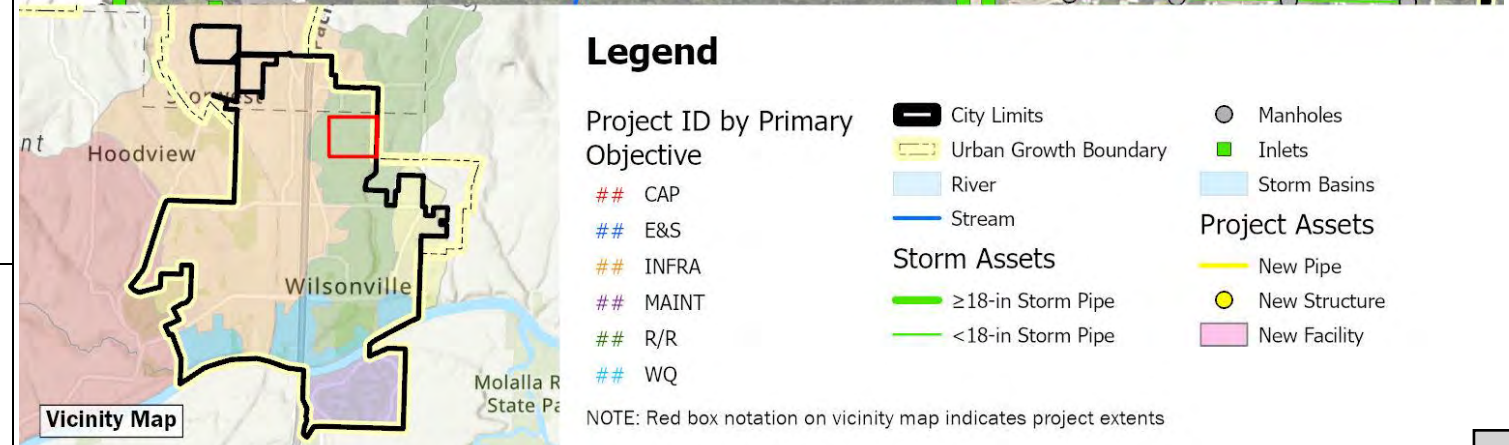 Hoodview
Wilsonville
Molalla R
State Pa
Vicinity Map
Legend
Project ID by Primary
Objective
## CAP
## E&S
## INFRA
## MAINT
## R/R
## WQ
City Limits
Urban Growth Boundary
River
Stream
Storm Assets
≥18-in Storm Pipe
<18-in Storm Pipe
Manholes
Inlets
Storm Basins
Project Assets
New Pipe
New Structure
New Facility
NOTE: Red box notation on vicinity map indicates project extents